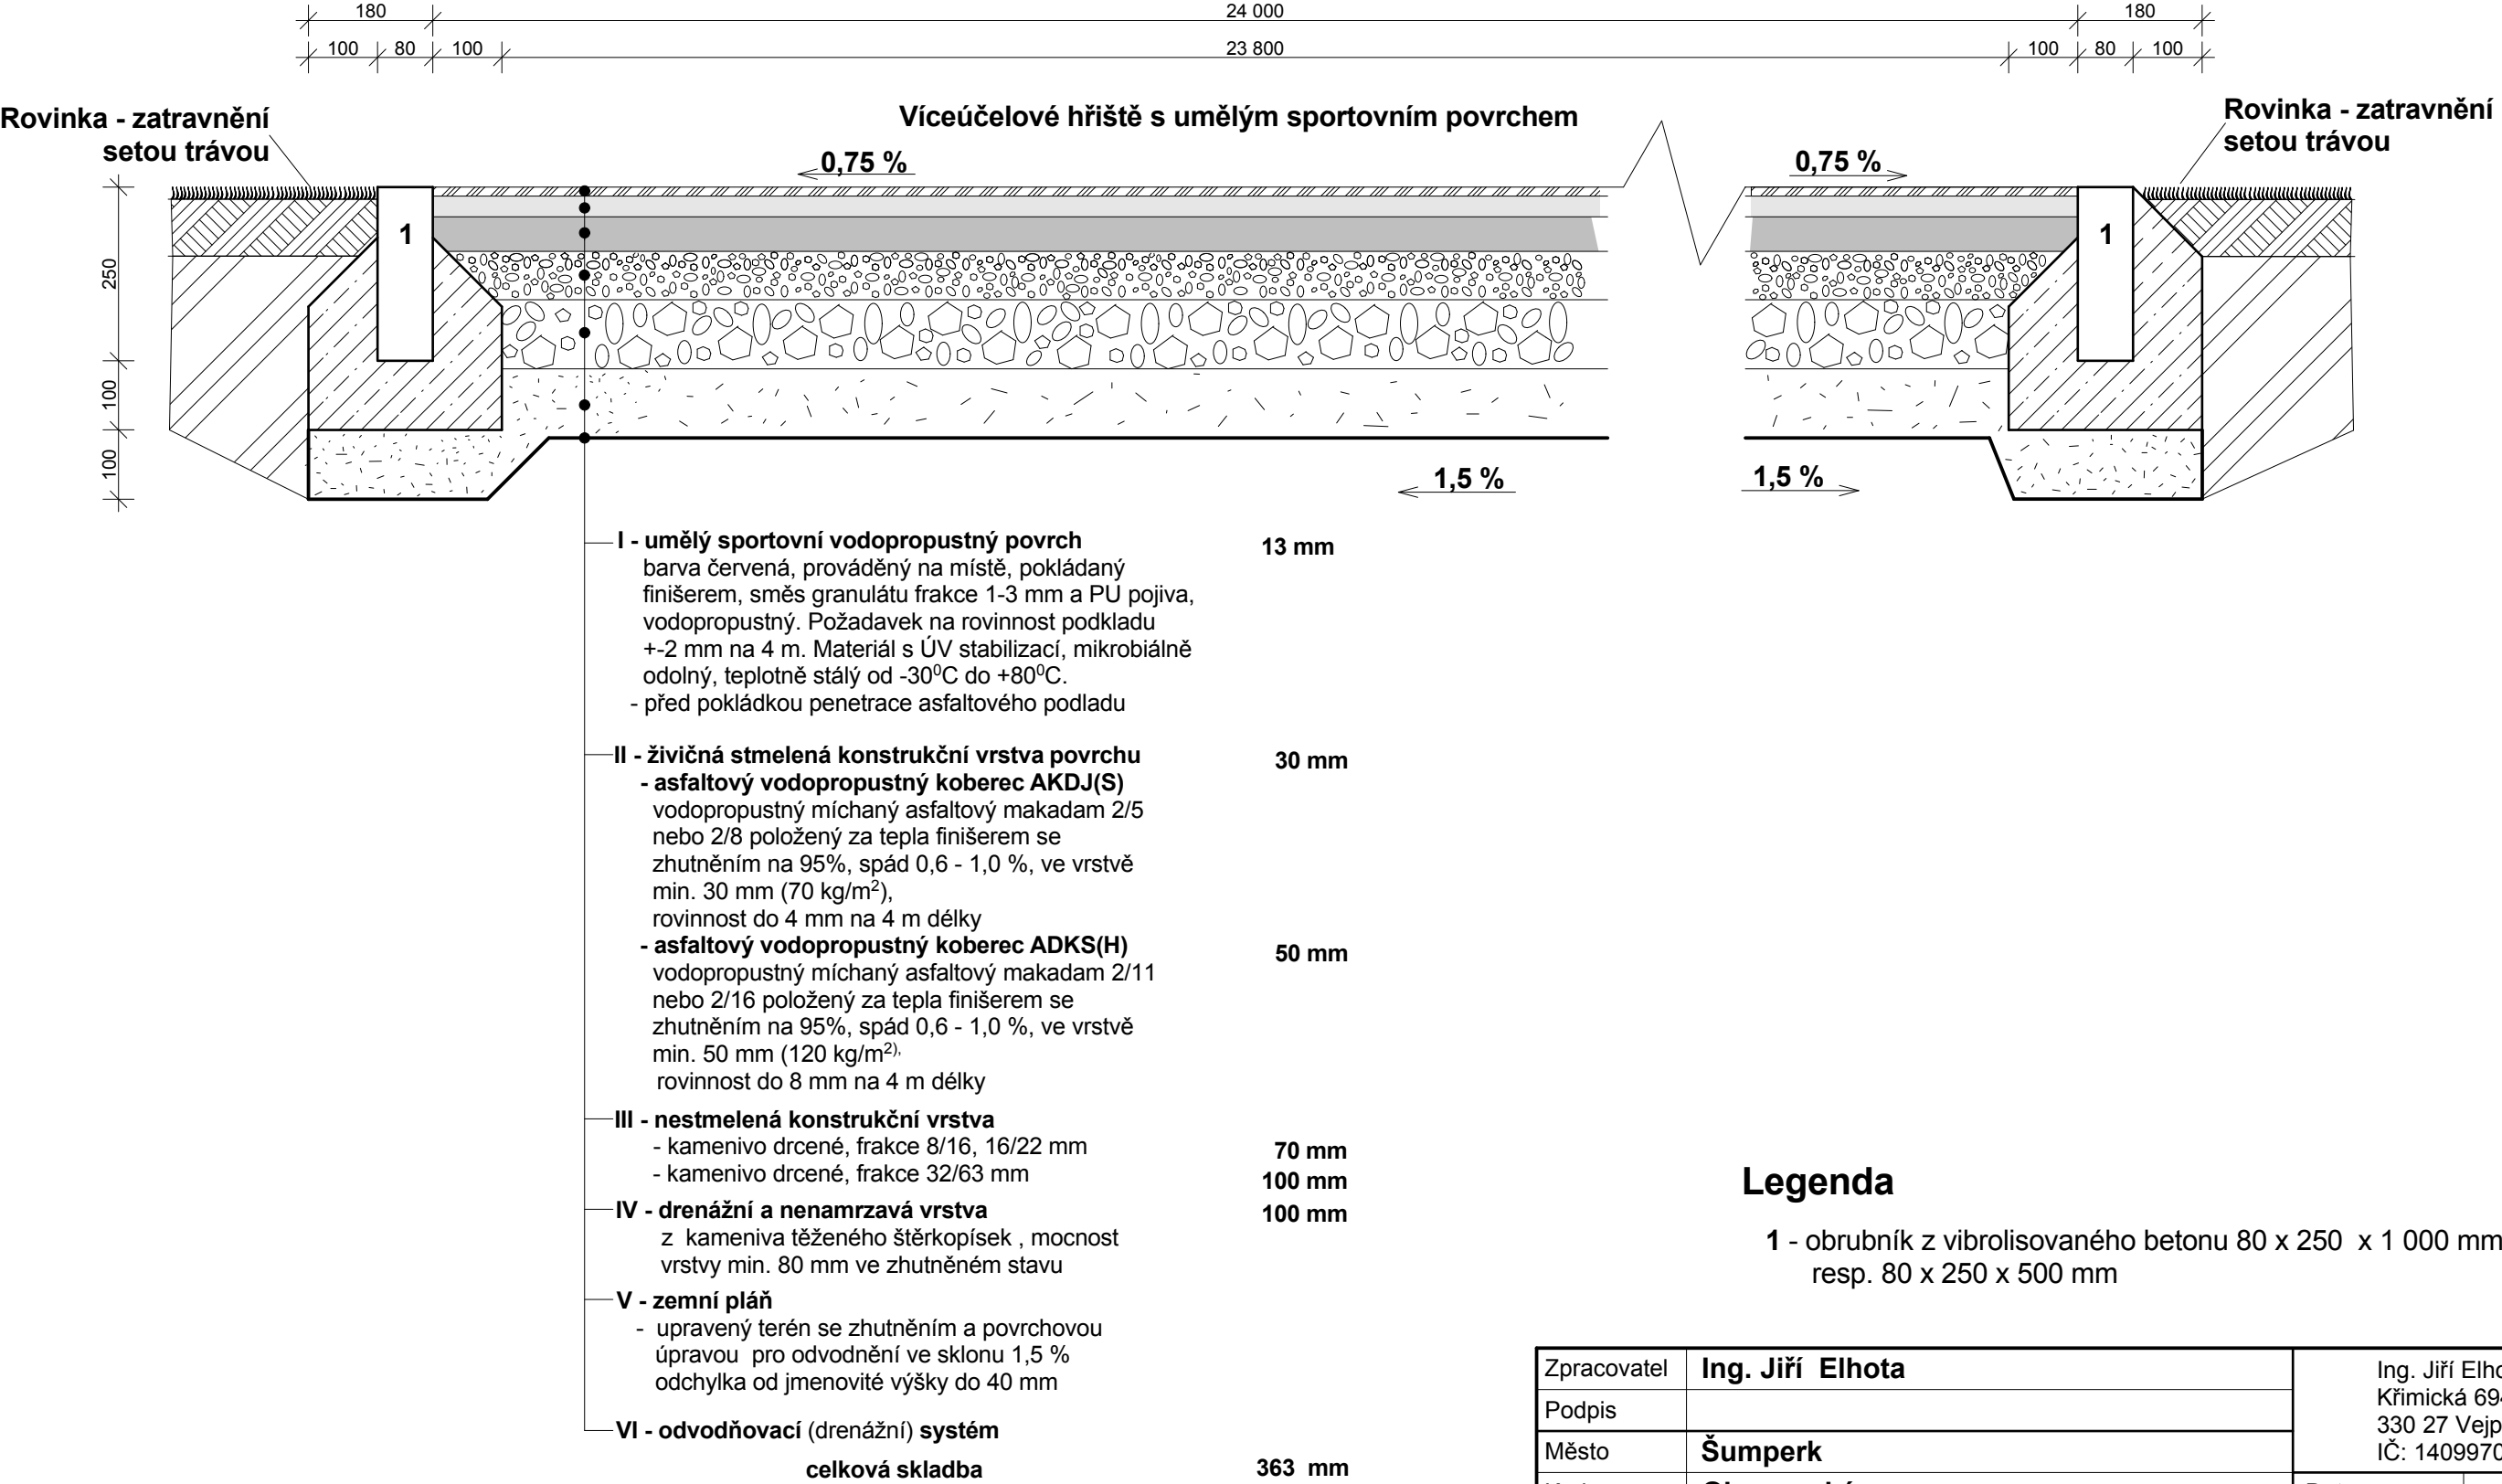 180
24 000
180
100
80
100
23 800
100
80
100
Rovinka - zatravnění
setou trávou
Víceúčelové hřiště s umělým sportovním povrchem
Rovinka - zatravnění
setou trávou
0,75 %
0,75 %
1
1
250
100
100
1,5 %
1,5 %
I - umělý sportovní vodopropustný povrch 13 mm
barva červená, prováděný na místě, pokládaný
finišerem, směs granulátu frakce 1-3 mm a PU pojiva,
vodopropustný. Požadavek na rovinnost podkladu
+-2 mm na 4 m. Materiál s ÚV stabilizací, mikrobiálně
odolný, teplotně stálý od -30⁰C do +80⁰C.
- před pokládkou penetrace asfaltového podladu
II - živičná stmelená konstrukční vrstva povrchu 30 mm
- asfaltový vodopropustný koberec AKDJ(S)
vodopropustný míchaný asfaltový makadam 2/5
nebo 2/8 položený za tepla finišerem se
zhutněním na 95%, spád 0,6 - 1,0 %, ve vrstvě
min. 30 mm (70 kg/m²),
rovinnost do 4 mm na 4 m délky
- asfaltový vodopropustný koberec ADKS(H) 50 mm
vodopropustný míchaný asfaltový makadam 2/11
nebo 2/16 položený za tepla finišerem se
zhutněním na 95%, spád 0,6 - 1,0 %, ve vrstvě
min. 50 mm (120 kg/m²⁾,
rovinnost do 8 mm na 4 m délky
III - nestmelená konstrukční vrstva
- kamenivo drcené, frakce 8/16, 16/22 mm 70 mm
- kamenivo drcené, frakce 32/63 mm 100 mm
IV - drenážní a nenamrzavá vrstva 100 mm
z kameniva těženého štěrkopísek , mocnost
vrstvy min. 80 mm ve zhutněném stavu
V - zemní pláň
- upravený terén se zhutněním a povrchovou
úpravou pro odvodnění ve sklonu 1,5 %
odchylka od jmenovité výšky do 40 mm
VI - odvodňovací (drenážní) systém
celková skladba 363 mm
Legenda
1 - obrubník z vibrolisovaného betonu 80 x 250 x 1 000 mm
resp. 80 x 250 x 500 mm
Zpracovatel Ing. Jiří Elhota
Podpis
Město Šumperk
Ing. Jiří
Křimická
330 27
IČ: